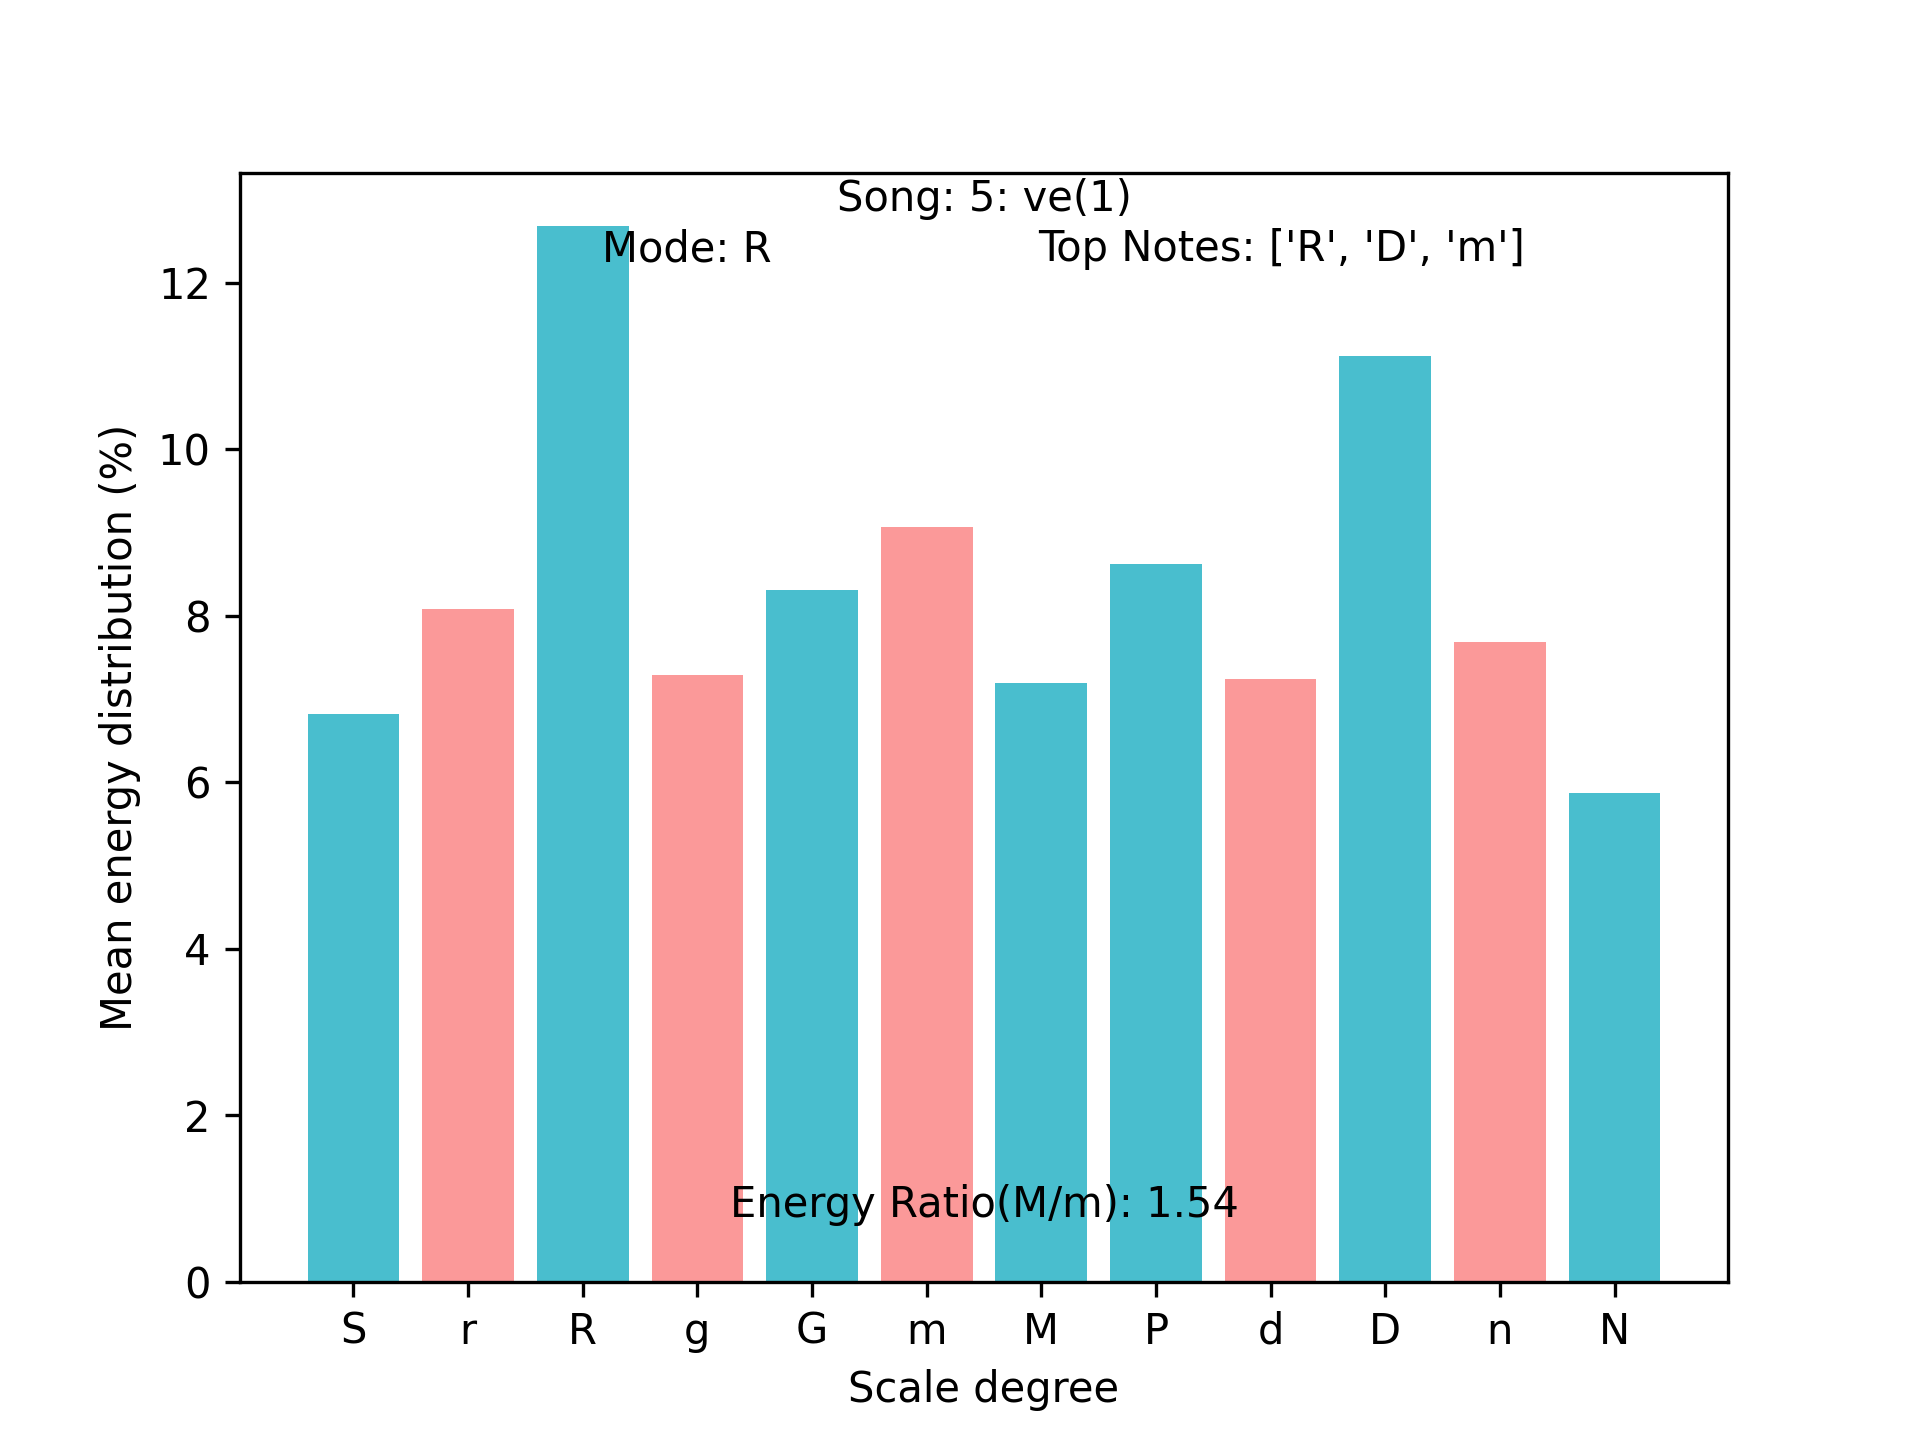 Song: 5: ve(1)
Mode: R
Top Notes: ['R', 'D', 'm']
12
10
8
6
4
2
0
Mean energy distribution (%)
Energy Ratio(M/m): 1.54
S r R g G m M P d D n N
Scale degree